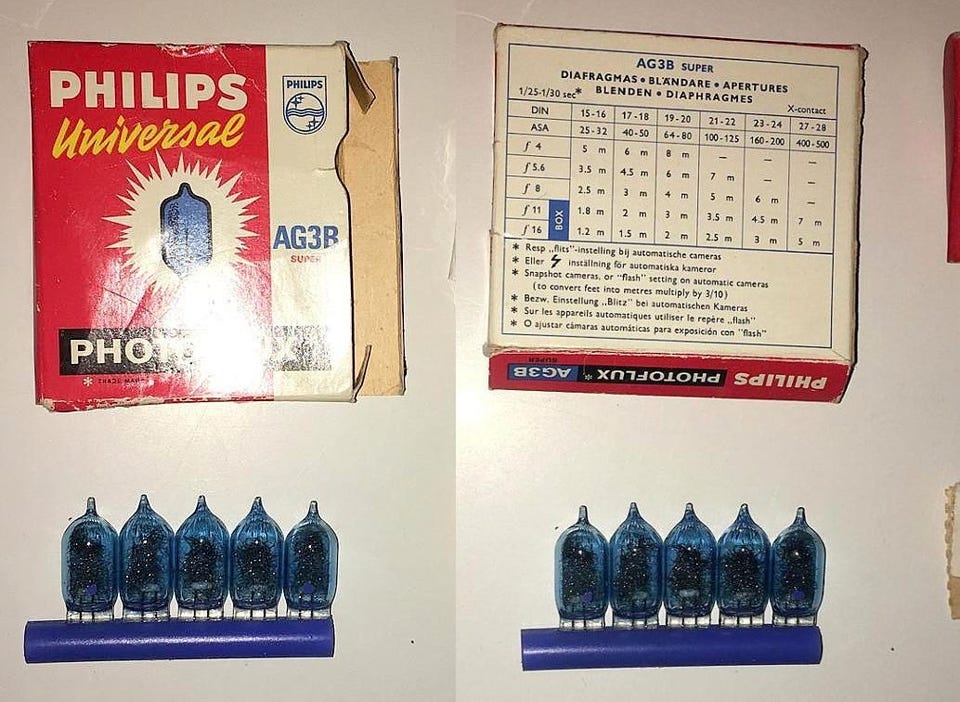 PHILIPS
Universal
PHILIPS
AG3B
SUPER
*
AG3B SUPER
DIAFRAGMAS • BLÄNDARE • APERTURES
1/25-1/30 sec* BLENDEN • DIAPHRAGMES X-contact
DIN 15-16 17-18 19-20 21-22 23-24 27-28
ASA 25-32 40-50 64-80 100-125 160-200 400-500
f 4 5 m 6 m 8 m — — —
f 5.6 3.5 m 4.5 m 6 m 7 m — —
f 8 2.5 m 3 m 4 m 5 m 6 m —
f 11 1.8 m 2 m 3 m 3.5 m 4.5 m 7 m
f 16 1.2 m 1.5 m 2 m 2.5 m 3 m 5 m
BOX
* Resp „flits"-instelling bij automatische cameras
* Eller inställning för automatiska kameror
* Snapshot cameras, or "flash" setting on automatic cameras
(to convert feet into metres multiply by 3/10)
* Bezw. Einstellung „Blitz" bei automatischen Kameras
* Sur les appareils automatiques utiliser le repère „flash"
* O ajustar cámaras automáticas para exposición con "flash"
PHILIPS PHOTOFLUX * AG3B
SUPER